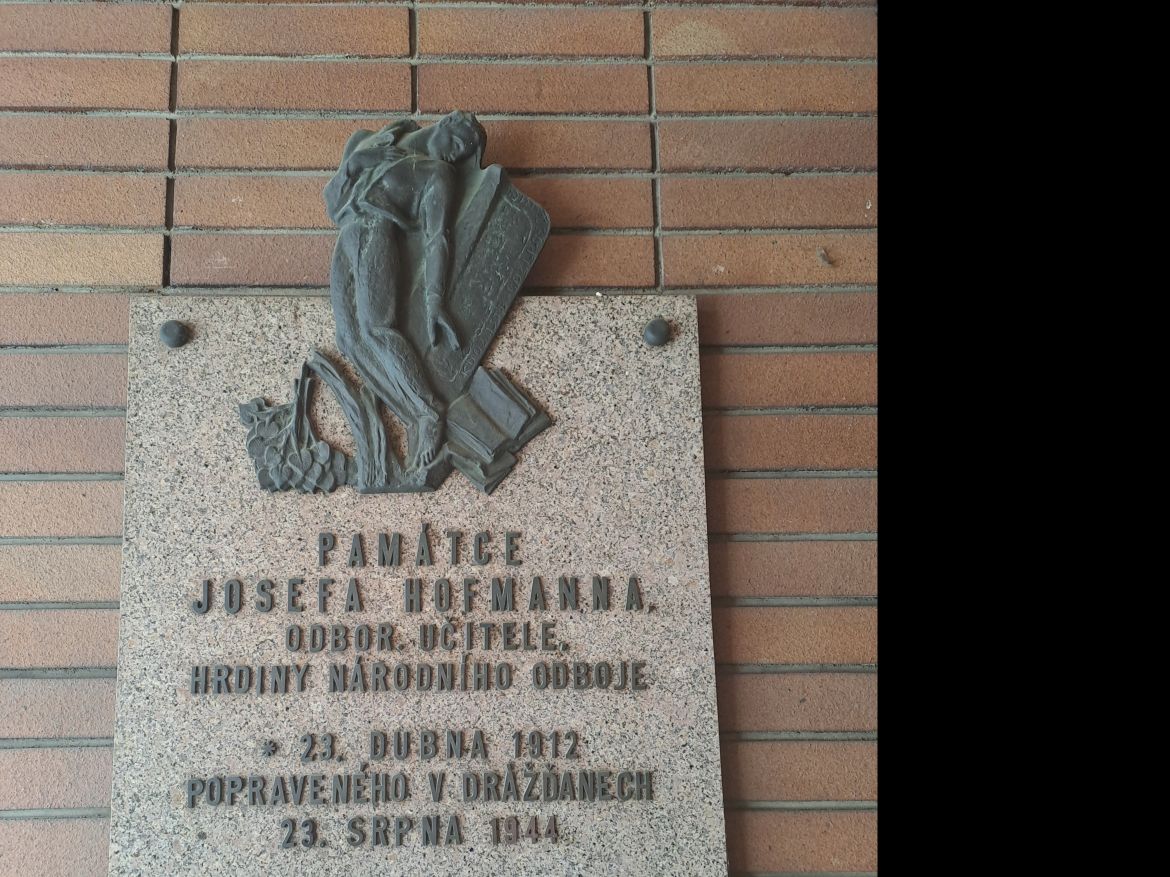 PAMÁTCE
JOSEFA HOFMANNA,
ODBOR. UČITELE,
HRDINY NÁRODNÍHO ODBOJE
* 23. DUBNA 1912
POPRAVENÉHO V DRÁŽĎANECH
23. SRPNA 1944